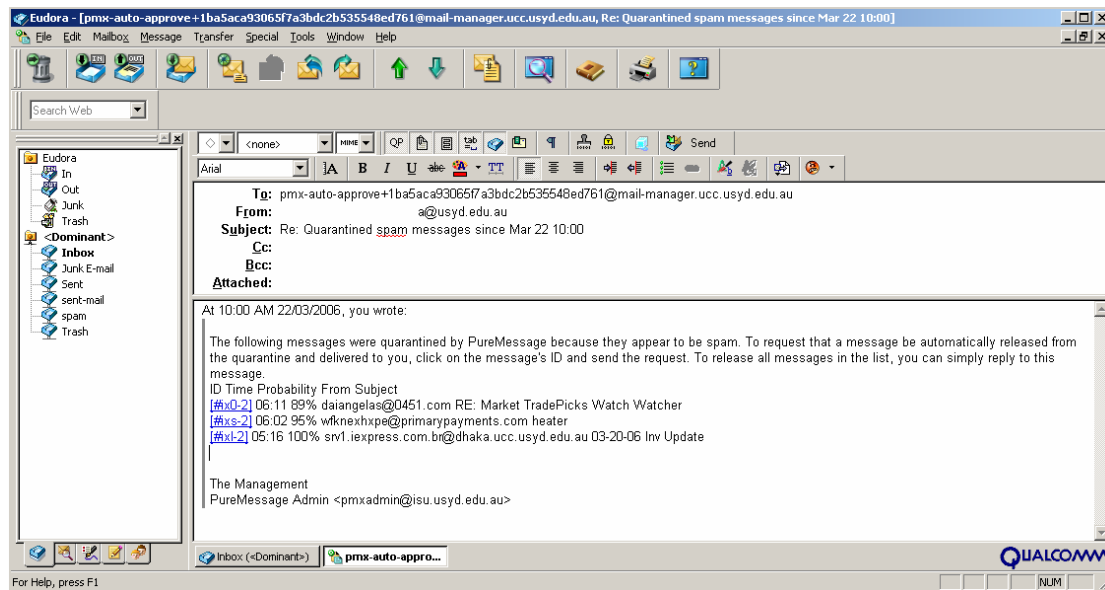 Eudora - [pmx-auto-approve+1ba5aca93065f7a3bdc2b535548ed761@mail-manager.ucc.usyd.edu.au, Re: Quarantined spam messages since Mar 22 10:00]
File Edit Mailbox Message Transfer Special Tools Window Help
IN OUT
Search Web
<none> MIME QP tab Send
Arial A B I U abc TT
Eudora
In
Out
Junk
Trash
<Dominant>
Inbox
Junk E-mail
Sent
sent-mail
spam
Trash
To: pmx-auto-approve+1ba5aca93065f7a3bdc2b535548ed761@mail-manager.ucc.usyd.edu.au
From: a@usyd.edu.au
Subject: Re: Quarantined spam messages since Mar 22 10:00
Cc:
Bcc:
Attached:
At 10:00 AM 22/03/2006, you wrote:
The following messages were quarantined by PureMessage because they appear to be spam. To request that a message be automatically released from
the quarantine and delivered to you, click on the message's ID and send the request. To release all messages in the list, you can simply reply to this
message.
ID Time Probability From Subject
[#ix0-2] 06:11 89% daiangelas@0451.com RE: Market TradePicks Watch Watcher
[#ixs-2] 06:02 95% wfknexhxpe@primarypayments.com heater
[#ixl-2] 05:16 100% srv1.iexpress.com.br@dhaka.ucc.usyd.edu.au 03-20-06 Inv Update
The Management
PureMessage Admin <pmxadmin@isu.usyd.edu.au>
Inbox (<Dominant>) pmx-auto-appro...
QUALCOMM
For Help, press F1
NUM